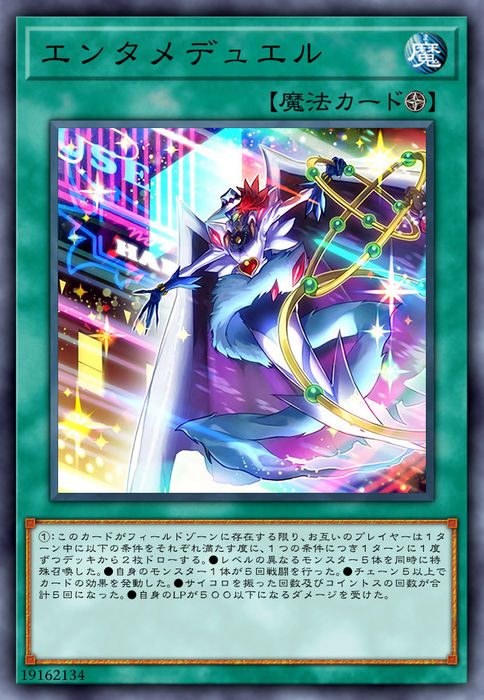 エンタメデュエル
魔
【魔法カード】
USE
HA
①:このカードがフィールドゾーンに存在する限り、お互いのプレイヤーは1タ
ーン中に以下の条件をそれぞれ満たす度に、1つの条件につき1ターンに1度
ずつデッキから2枚ドローする。●レベルの異なるモンスター5体を同時に特
殊召喚した。●自身のモンスター1体が5回戦闘を行った。●チェーン5以上で
カードの効果を発動した。●サイコロを振った回数及びコイントスの回数が合
計5回になった。●自身のLPが500以下になるダメージを受けた。
19162134